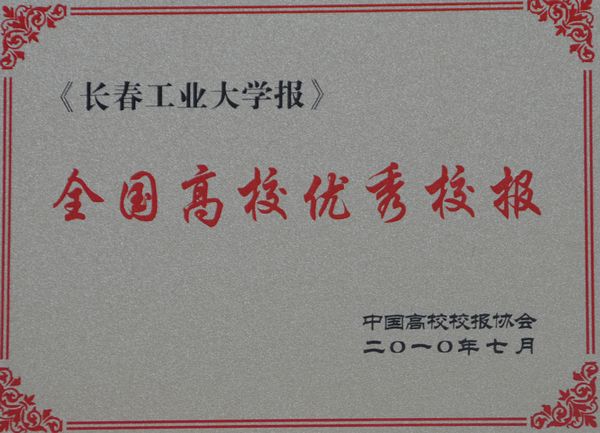 《长春工业大学报》
全国高校优秀校报
中国高校校报协会
二〇一〇年七月